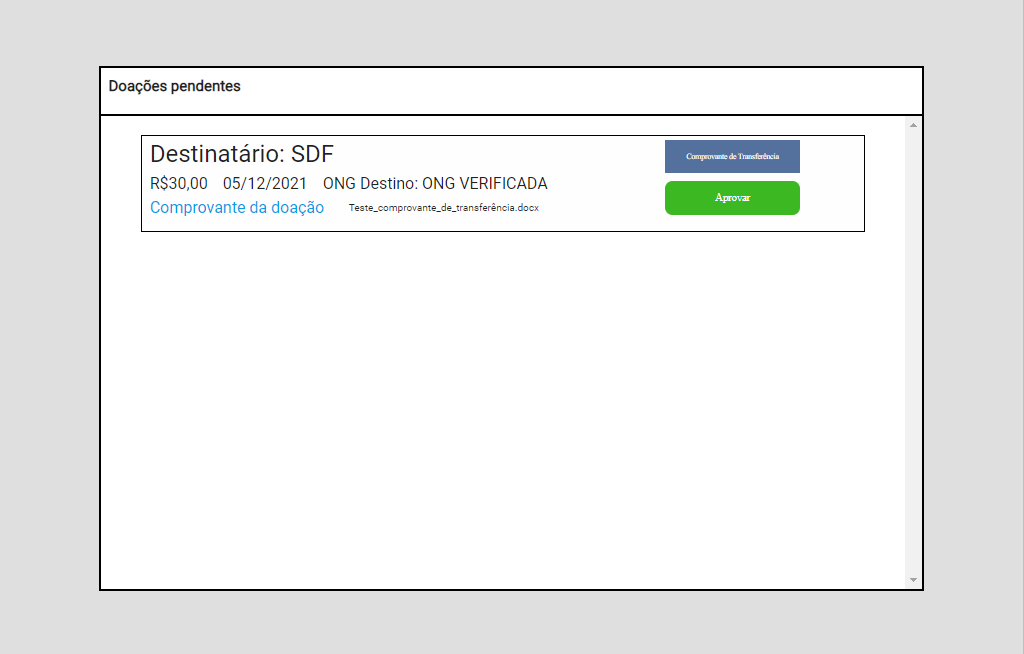 Doações pendentes
Destinatário: SDF
Comprovante de Transferência
R$30,00 05/12/2021 ONG Destino: ONG VERIFICADA
Aprovar
Comprovante da doação Teste_comprovante_de_transferência.docx